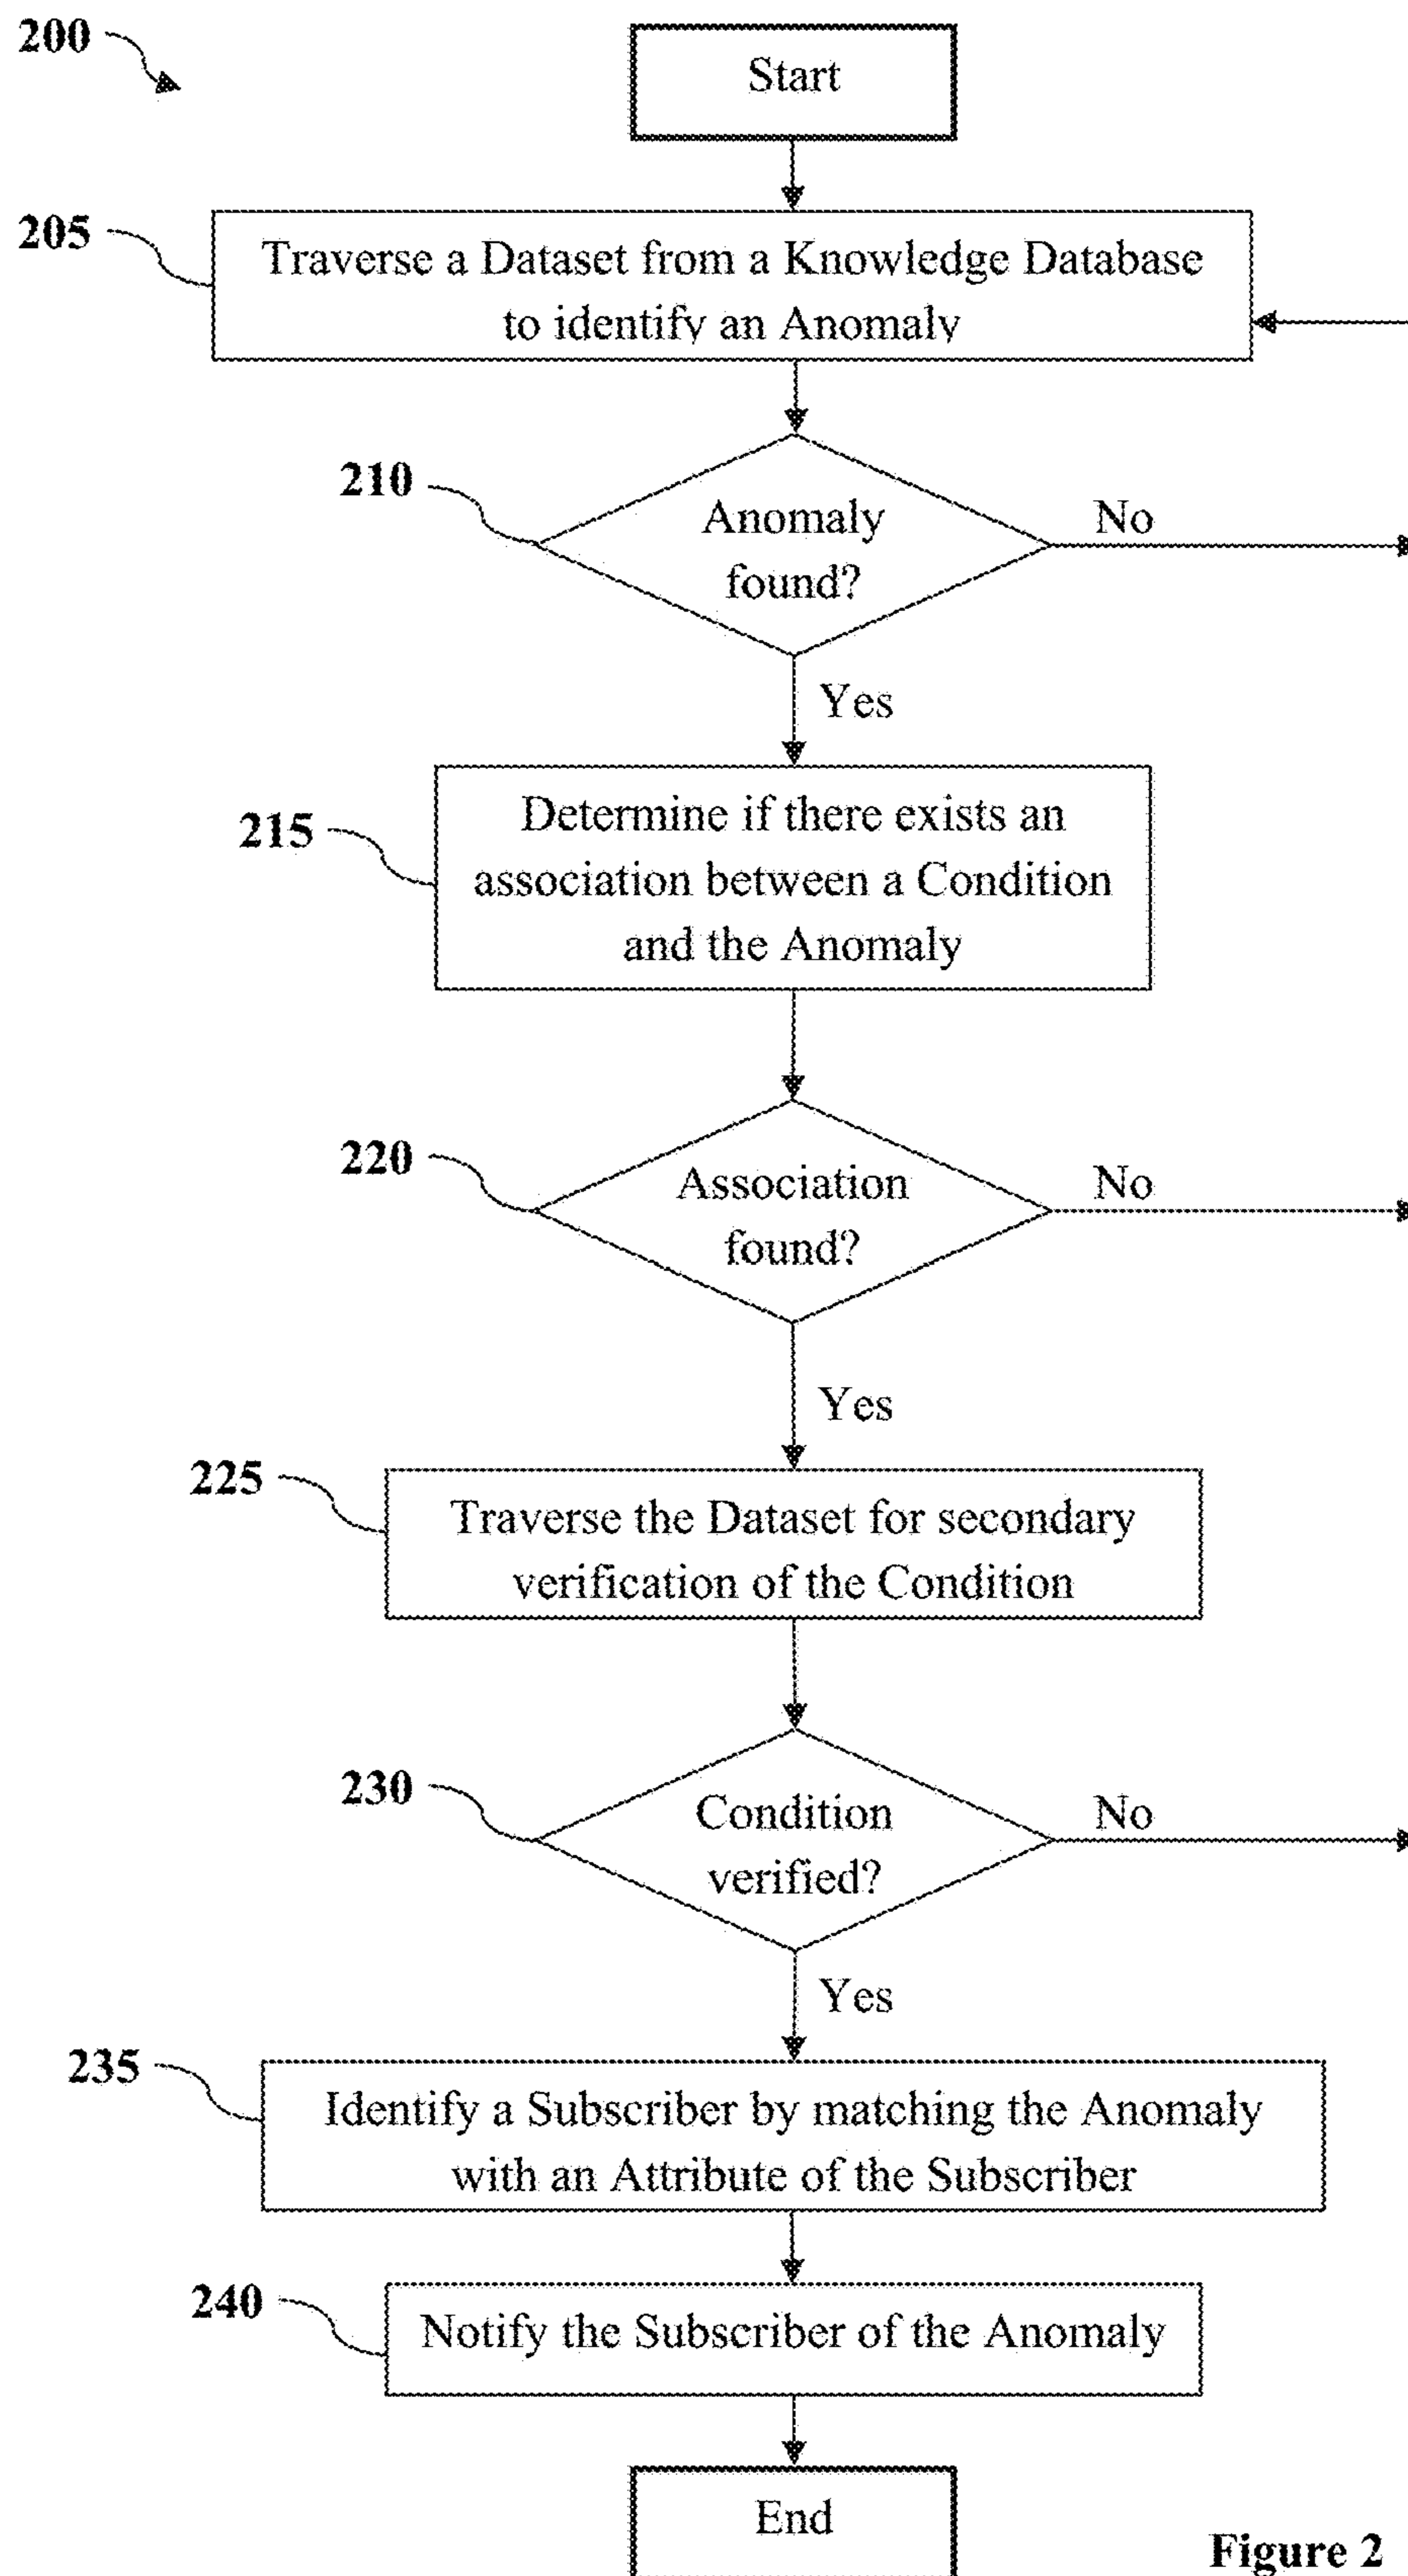 200
Start
205
Traverse a Dataset from a Knowledge Database
to identify an Anomaly
210
Anomaly
found?
No
Yes
215
Determine if there exists an
association between a Condition
and the Anomaly
220
Association
found?
No
Yes
225
Traverse the Dataset for secondary
verification of the Condition
230
Condition
verified?
No
Yes
235
Identify a Subscriber by matching the Anomaly
with an Attribute of the Subscriber
240
Notify the Subscriber of the Anomaly
End
Figure 2